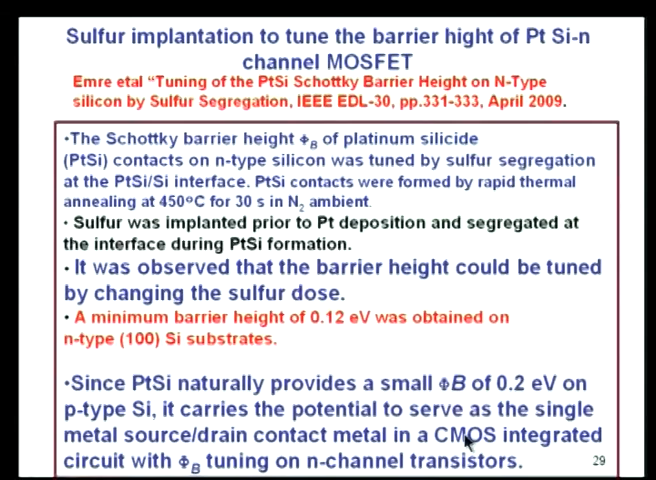 Sulfur implantation to tune the barrier hight of Pt Si-n
channel MOSFET
Emre etal “Tuning of the PtSi Schottky Barrier Height on N-Type
silicon by Sulfur Segregation, IEEE EDL-30, pp.331-333, April 2009.
•The Schottky barrier height ΦB of platinum silicide
(PtSi) contacts on n-type silicon was tuned by sulfur segregation
at the PtSi/Si interface. PtSi contacts were formed by rapid thermal
annealing at 450ºC for 30 s in N2 ambient.
• Sulfur was implanted prior to Pt deposition and segregated at
the interface during PtSi formation.
• It was observed that the barrier height could be tuned
by changing the sulfur dose.
• A minimum barrier height of 0.12 eV was obtained on
n-type (100) Si substrates.
•Since PtSi naturally provides a small ΦB of 0.2 eV on
p-type Si, it carries the potential to serve as the single
metal source/drain contact metal in a CMOS integrated
circuit with ΦB tuning on n-channel transistors.
29